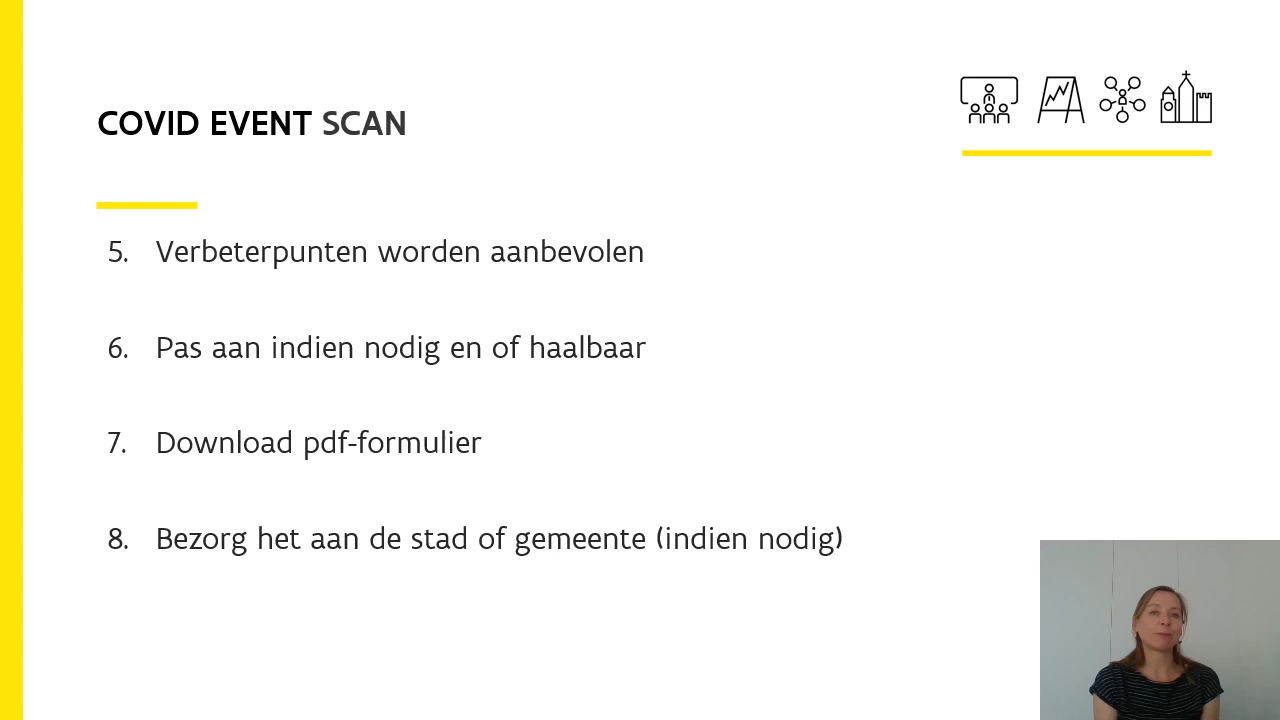 COVID EVENT SCAN
5. Verbeterpunten worden aanbevolen
6. Pas aan indien nodig en of haalbaar
7. Download pdf-formulier
8. Bezorg het aan de stad of gemeente (indien nodig)